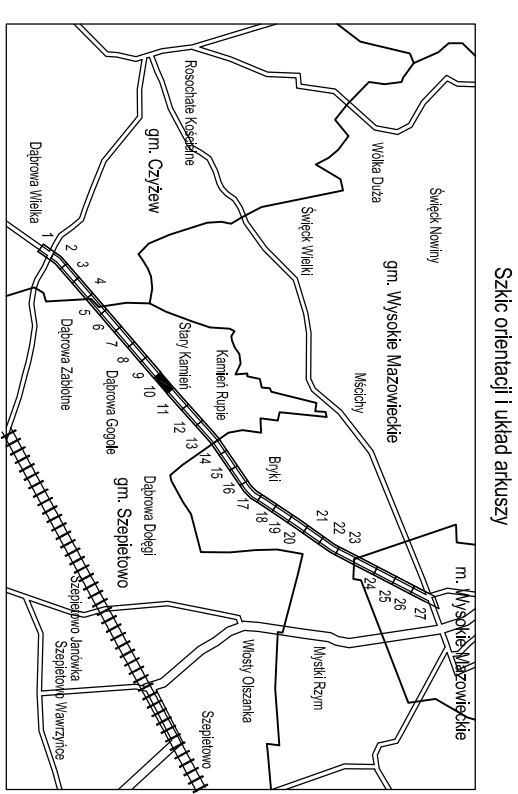 Szkic orientacji i układ arkuszy
m. Wysokie Mazowieckie
Święck Nowiny
gm. Wysokie Mazowieckie
Wólka Duża
Mścichy
Mystki Rzym
Święck Wielki
23
22
21
27
26
25
24
Bryki
20
19
18
17
16
15
14
13
12
11
10
9
8
7
6
5
4
3
2
1
Włosty Olszanka
Kamień Rupie
Stary Kamień
Rosochate Kościelne
Szepietowo
gm. Czyżew
Dąbrowa Dołęgi
gm. Szepietowo
Dąbrowa Gogole
Dąbrowa Zabłotne
Szepietowo Janówka
Szepietowo Wawrzyńce
Dąbrowa Wielka